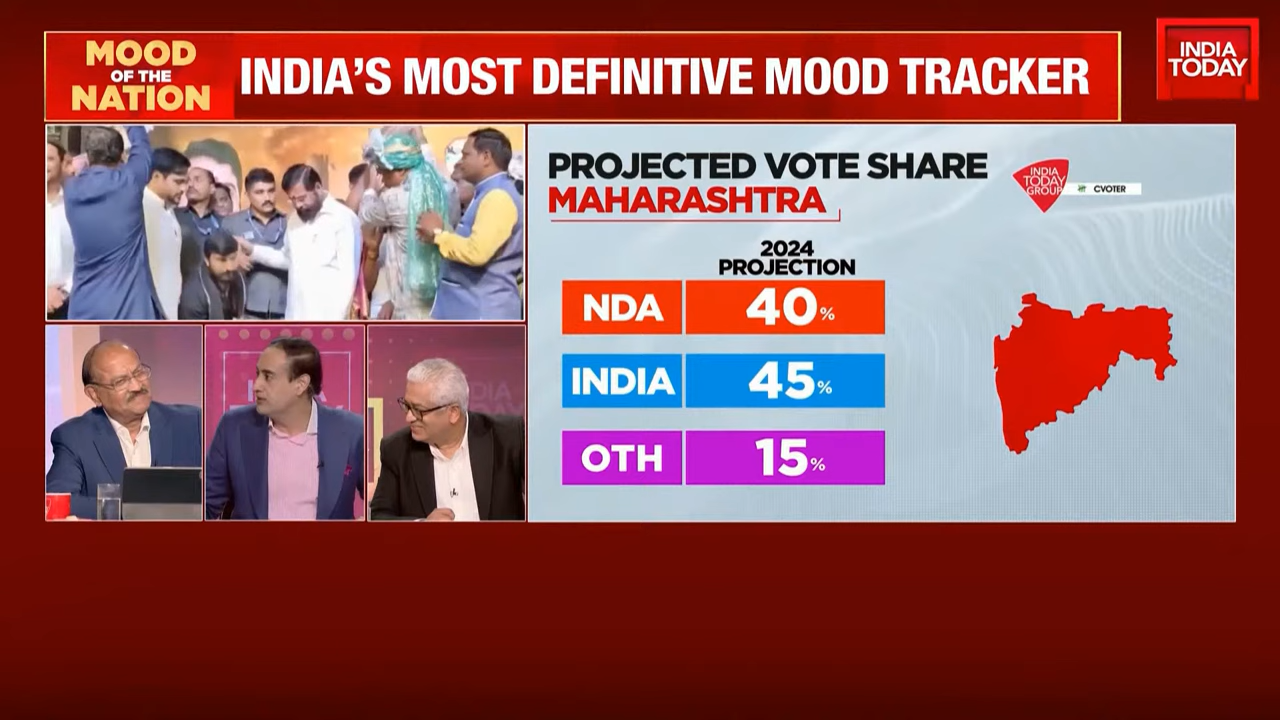 MOOD
OF THE
NATION
INDIA'S MOST DEFINITIVE MOOD TRACKER
INDIA
TODAY
PROJECTED VOTE SHARE
MAHARASHTRA
INDIA
TODAY
GROUP
CVOTER
2024
PROJECTION
NDA 40%
INDIA 45%
OTH 15%